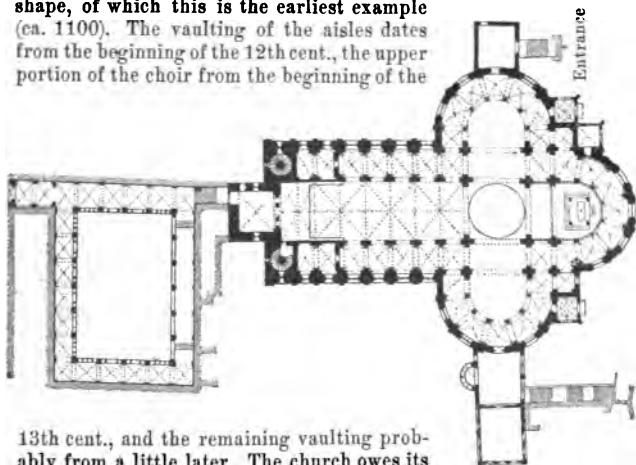 shape, of which this is the earliest example
(ca. 1100). The vaulting of the aisles dates
from the beginning of the 12th cent., the upper
portion of the choir from the beginning of the
Entrance
13th cent., and the remaining vaulting prob-
ably from a little later. The church owes its